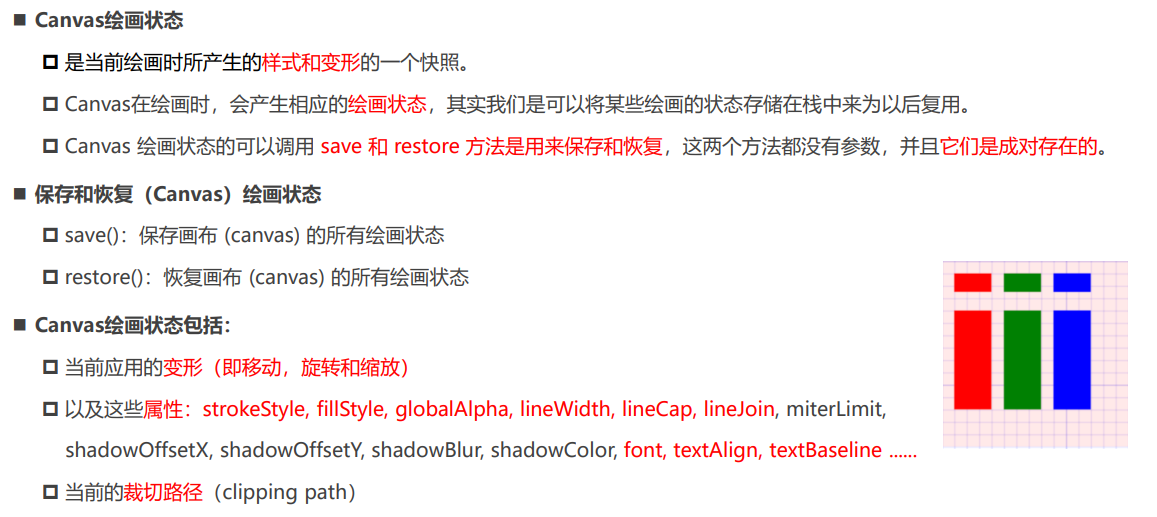 Canvas绘画状态
是当前绘画时所产生的样式和变形的一个快照。
Canvas在绘画时，会产生相应的绘画状态，其实我们是可以将某些绘画的状态存储在栈中来为以后复用。
Canvas 绘画状态的可以调用 save 和 restore 方法是用来保存和恢复，这两个方法都没有参数，并且它们是成对存在的。
保存和恢复（Canvas）绘画状态
save()：保存画布 (canvas) 的所有绘画状态
restore()：恢复画布 (canvas) 的所有绘画状态
Canvas绘画状态包括：
当前应用的变形（即移动，旋转和缩放）
以及这些属性：strokeStyle, fillStyle, globalAlpha, lineWidth, lineCap, lineJoin, miterLimit,
shadowOffsetX, shadowOffsetY, shadowBlur, shadowColor, font, textAlign, textBaseline ......
当前的裁切路径（clipping path）